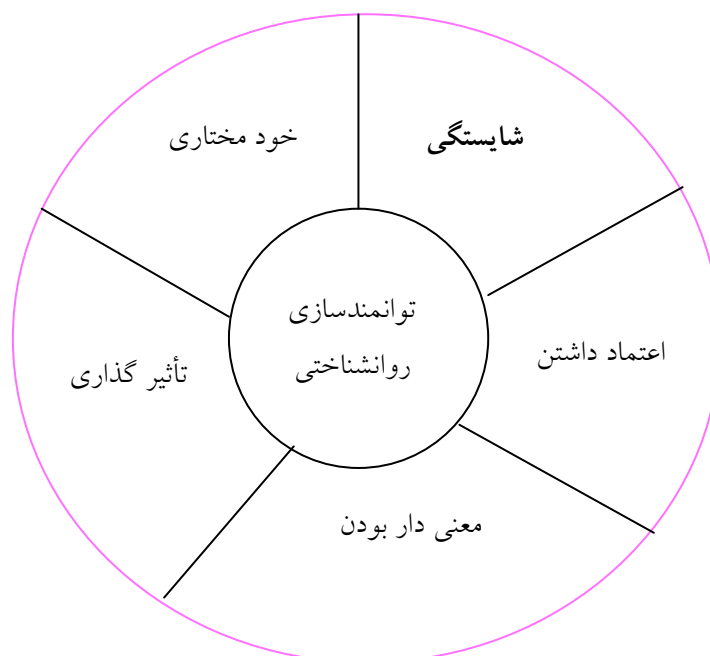 شایستگی
خود مختاری
توانمندسازی
روانشناختی
اعتماد داشتن
تأثیر گذاری
معنی دار بودن